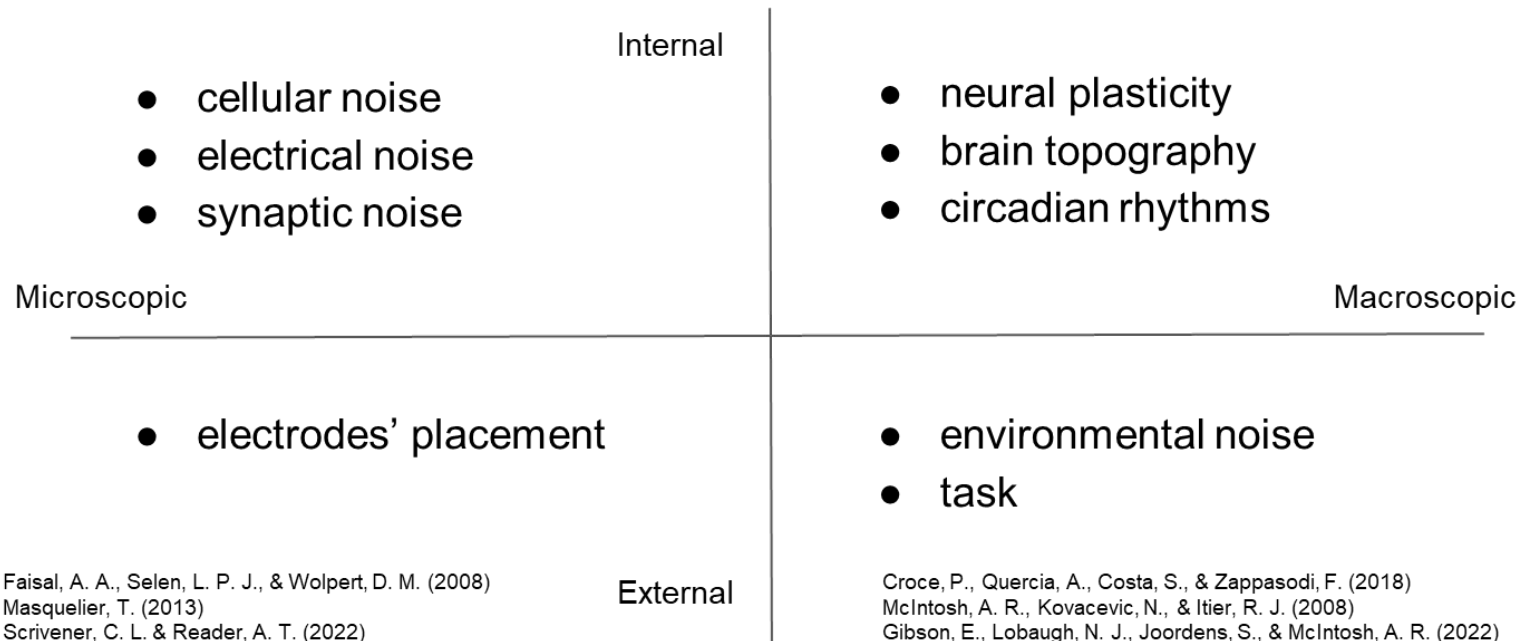 Internal
● cellular noise
● electrical noise
● synaptic noise
● neural plasticity
● brain topography
● circadian rhythms
Microscopic
Macroscopic
● electrodes’ placement
● environmental noise
● task
External
Faisal, A. A., Selen, L. P. J., & Wolpert, D. M. (2008)
Masquelier, T. (2013)
Scrivener, C. L. & Reader, A. T. (2022)
Croce, P., Quercia, A., Costa, S., & Zappasodi, F. (2018)
McIntosh, A. R., Kovacevic, N., & Itier, R. J. (2008)
Gibson, E., Lobaugh, N. J., Joordens, S., & McIntosh, A. R. (2022)